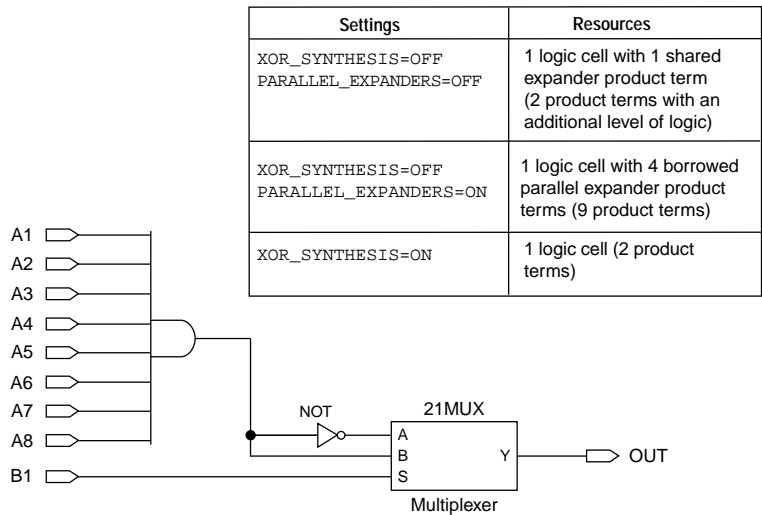 Settings
Resources
XOR_SYNTHESIS=OFF
PARALLEL_EXPANDERS=OFF
1 logic cell with 1 shared
expander product term
(2 product terms with an
additional level of logic)
XOR_SYNTHESIS=OFF
PARALLEL_EXPANDERS=ON
1 logic cell with 4 borrowed
parallel expander product
terms (9 product terms)
XOR_SYNTHESIS=ON
1 logic cell (2 product
terms)
A1
A2
A3
A4
A5
A6
A7
A8
B1
NOT
21MUX
A
B
S
Y
OUT
Multiplexer